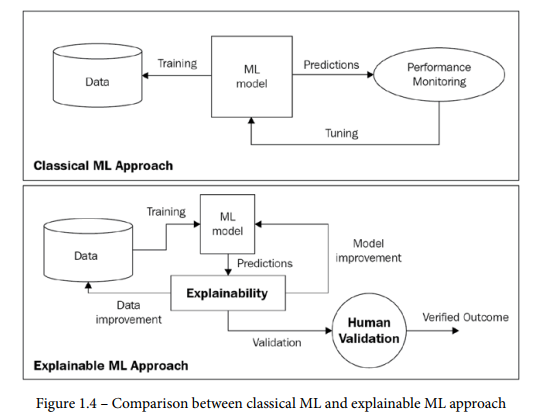 Training
ML
model
Predictions
Performance
Monitoring
Data
Tuning
Classical ML Approach
Training
ML
model
Data
Predictions
Model
improvement
Explainability
Data
improvement
Validation
Human
Validation
Verified Outcome
Explainable ML Approach
Figure 1.4 – Comparison between classical ML and explainable ML approach